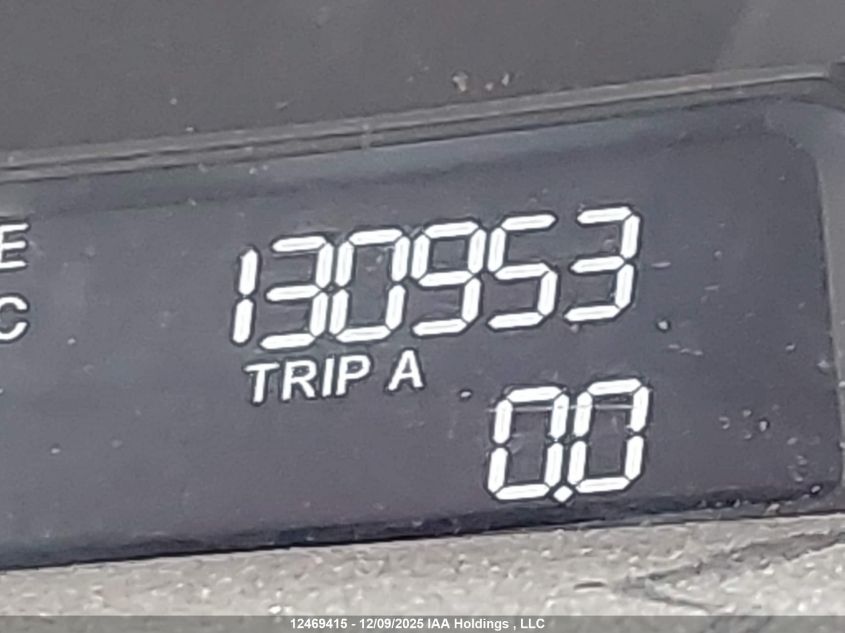 E
C
130953
TRIP A
0.0
12469415 - 12/09/2025 IAA Holdings , LLC